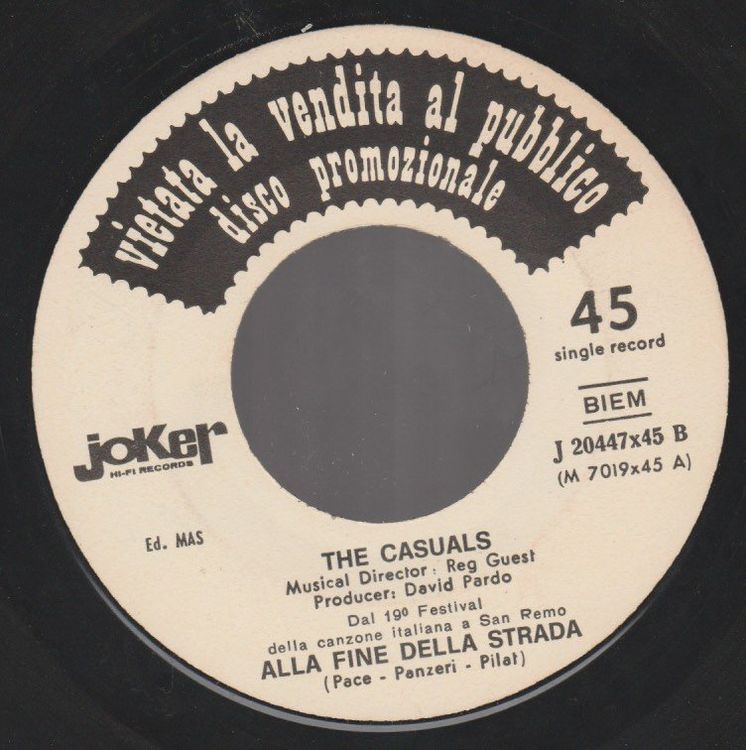 vietata la vendita al pubblico
disco promozionale
45
single record
BIEM
J 20447x45 B
(M 7019x45 A)
joker
HI-FI RECORDS
Ed. MAS
THE CASUALS
Musical Director: Reg Guest
Producer: David Pardo
Dal 19º Festival
della canzone italiana a San Remo
ALLA FINE DELLA STRADA
(Pace - Panzeri - Pilat)